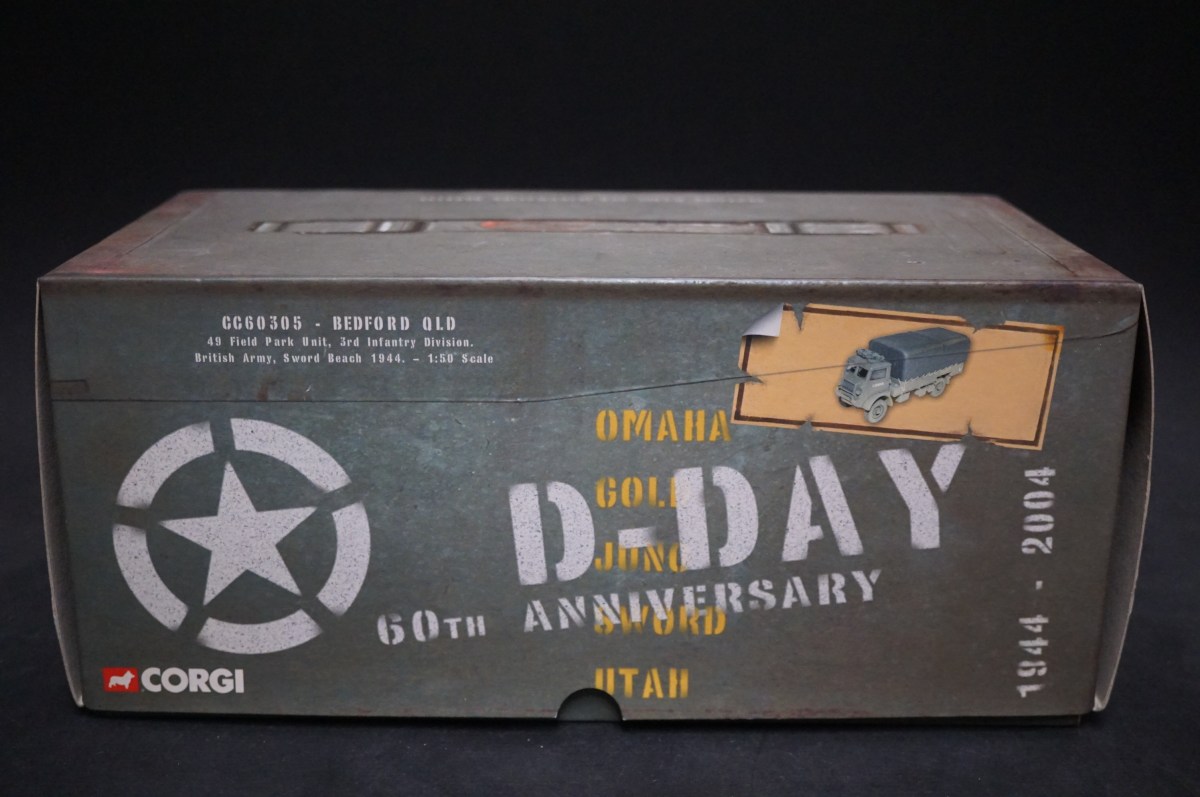 CC60305 - BEDFORD QLD
49 Field Park Unit, 3rd Infantry Division.
British Army, Sword Beach 1944. - 1:50 Scale
OMAHA
GOLD
JUNO
SWORD
UTAH
D-DAY
60TH ANNIVERSARY
1944 - 2004
CORGI